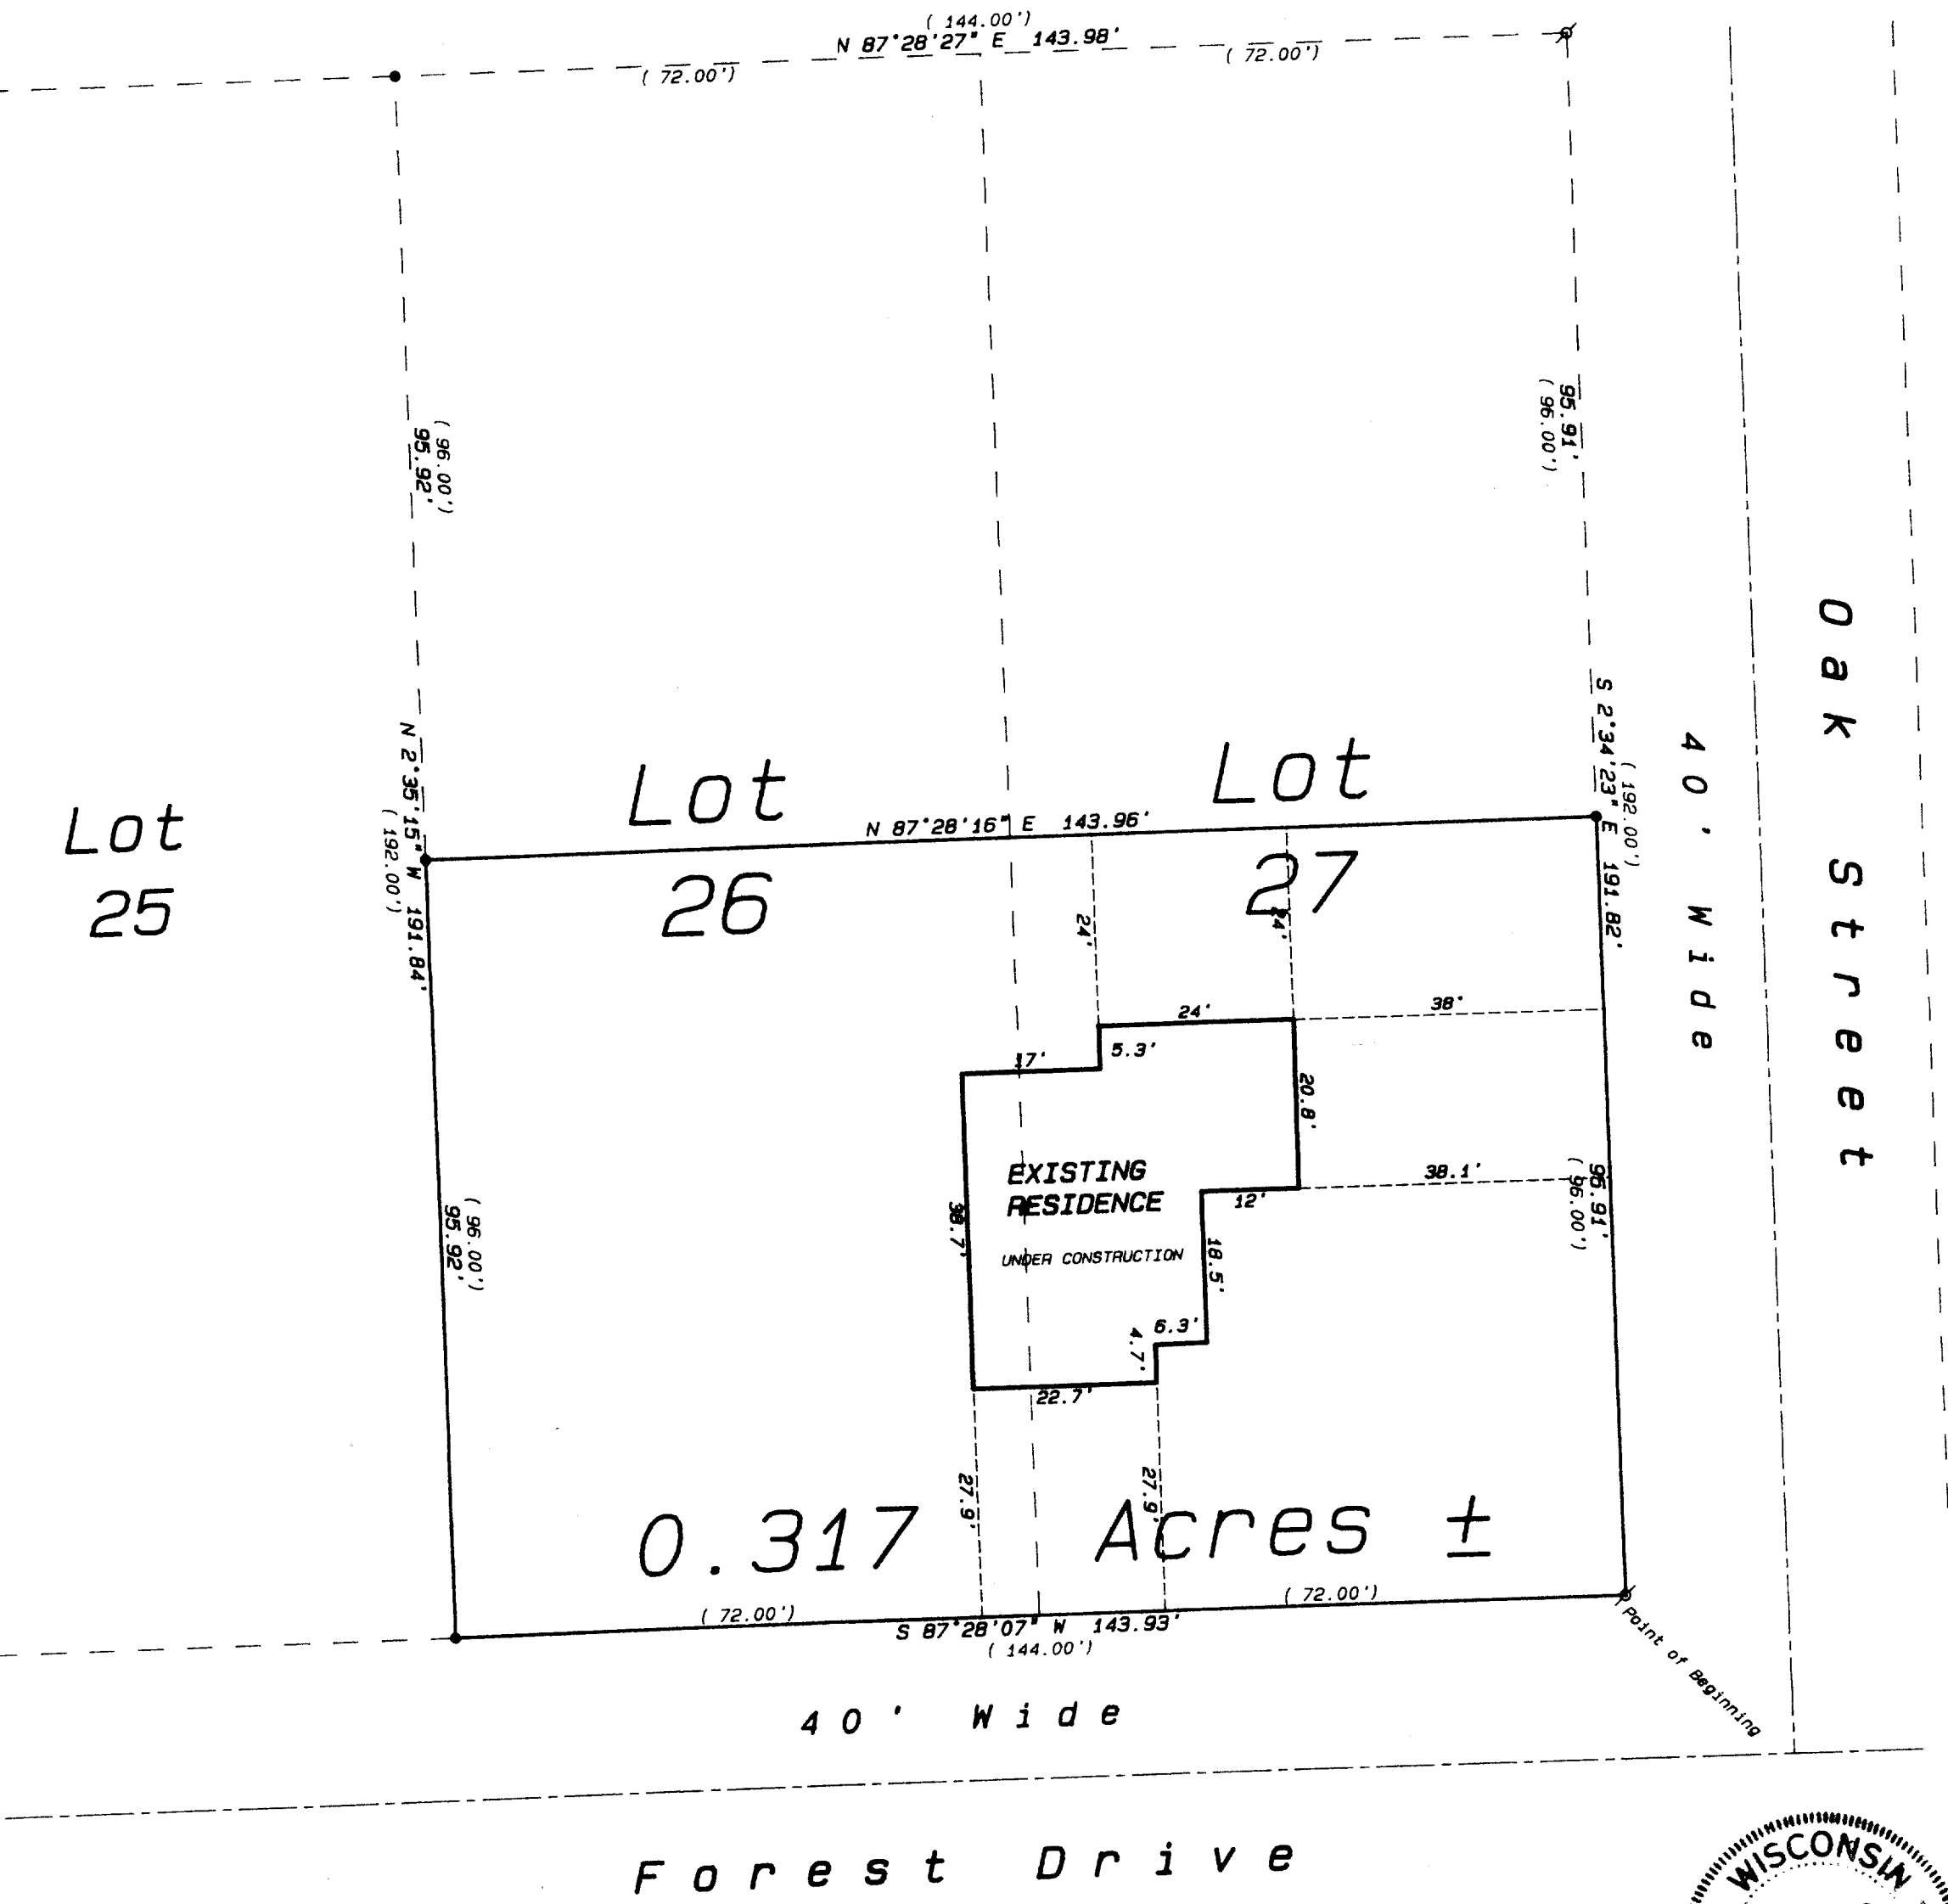 ( 144.00')
N 87°28'27" E 143.98'
( 72.00')
( 72.00')
( 96.00')
95.92'
95.91'
( 96.00')
Oak Street
40' Wide
S 2°34'23" E 191.82'
( 192.00')
N 2°35'15" W 191.84'
( 192.00')
Lot
25
Lot
26
Lot
27
N 87°28'16" E 143.96'
24'
24'
24'
38'
5.3'
17'
20.8'
EXISTING
RESIDENCE
UNDER CONSTRUCTION
38.1'
12'
95.91'
( 96.00')
38.7'
18.5'
( 96.00')
95.92'
6.3'
4.7'
22.7'
27.9'
27.9'
0.317 Acres ±
( 72.00')
( 72.00')
S 87°28'07" W 143.93'
( 144.00')
Point of Beginning
40' Wide
Forest Drive
WISCONSIN